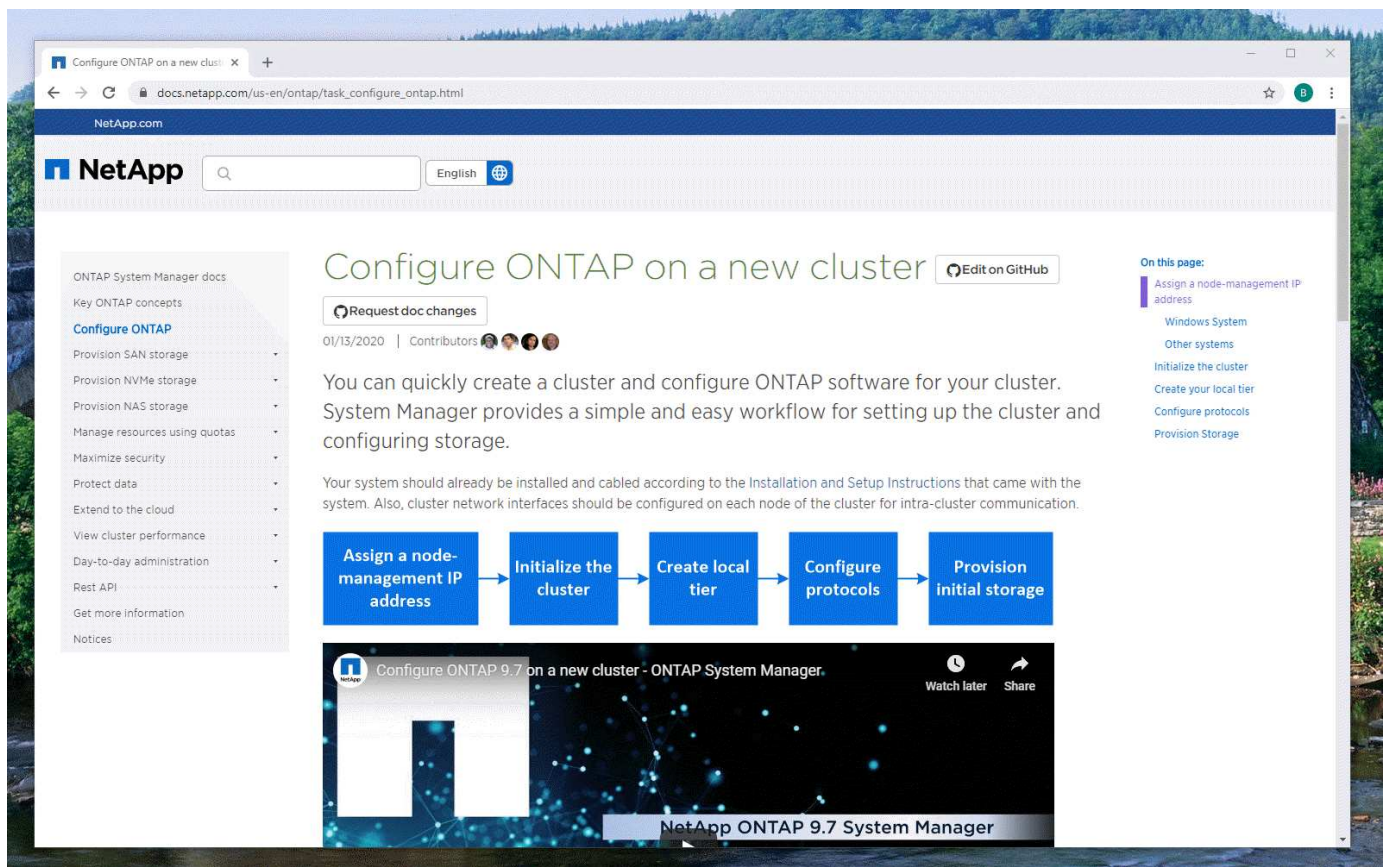 Configure ONTAP on a new clust
docs.netapp.com/us-en/ontap/task_configure_ontap.html
B
NetApp.com
NetApp
English
ONTAP System Manager docs
Key ONTAP concepts
Configure ONTAP
Provision SAN storage
Provision NVMe storage
Provision NAS storage
Manage resources using quotas
Maximize security
Protect data
Extend to the cloud
View cluster performance
Day-to-day administration
Rest API
Get more information
Notices
Configure ONTAP on a new cluster
Edit on GitHub
Request doc changes
01/13/2020 | Contributors
You can quickly create a cluster and configure ONTAP software for your cluster.
System Manager provides a simple and easy workflow for setting up the cluster and
configuring storage.
Your system should already be installed and cabled according to the Installation and Setup Instructions that came with the
system. Also, cluster network interfaces should be configured on each node of the cluster for intra-cluster communication.
Assign a node-
management IP
address
Initialize the
cluster
Create local
tier
Configure
protocols
Provision
initial storage
NetApp
Configure ONTAP 9.7 on a new cluster - ONTAP System Manager
Watch later
Share
NetApp ONTAP 9.7 System Manager
On this page:
Assign a node-management IP
address
Windows System
Other systems
Initialize the cluster
Create your local tier
Configure protocols
Provision Storage